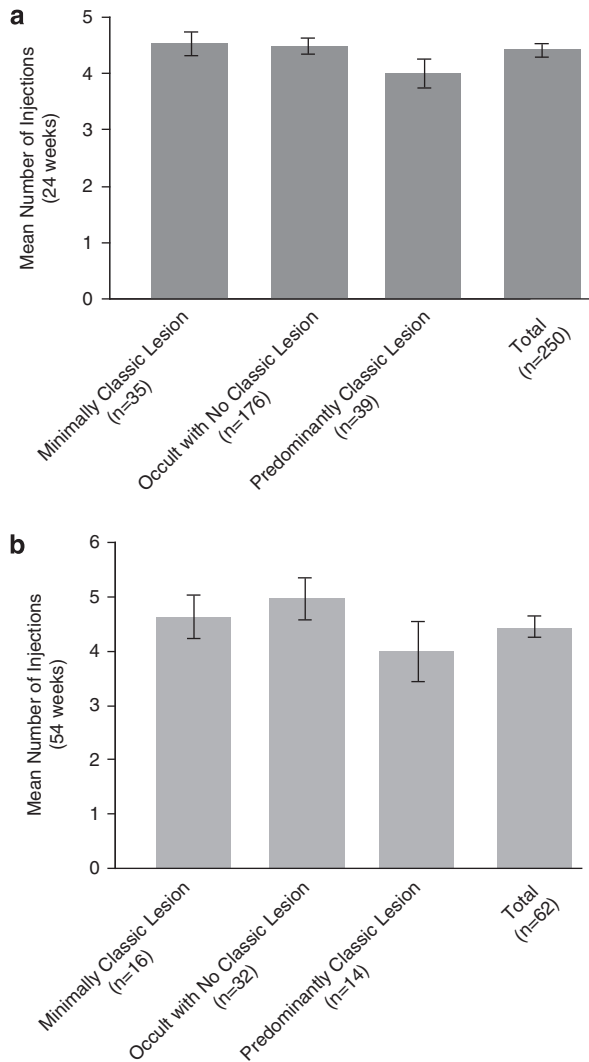 a
Mean Number of Injections
(24 weeks)
5
4
3
2
1
0
Minimally Classic Lesion
(n=35)
Occult with No Classic Lesion
(n=176)
Predominantly Classic Lesion
(n=39)
Total
(n=250)
b
Mean Number of Injections
(54 weeks)
6
5
4
3
2
1
0
Minimally Classic Lesion
(n=16)
Occult with No Classic Lesion
(n=32)
Predominantly Classic Lesion
(n=14)
Total
(n=62)